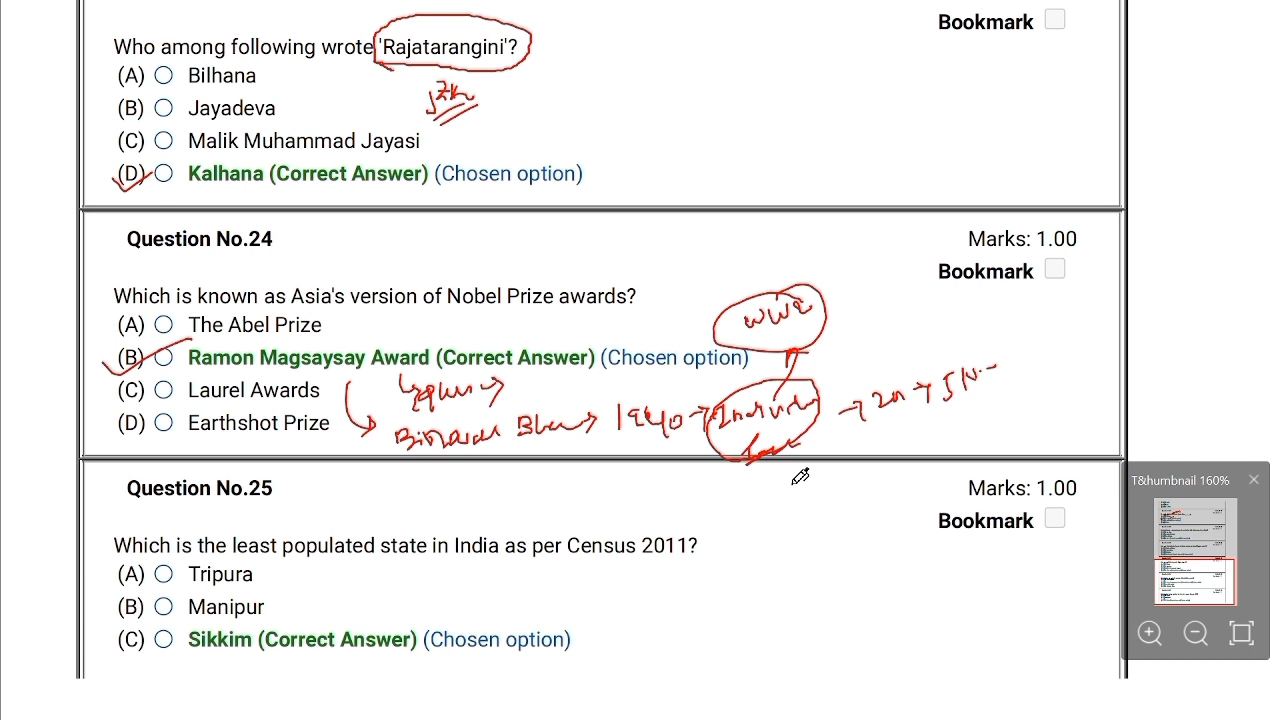 Bookmark
Who among following wrote 'Rajatarangini'?
(A) Bilhana
(B) Jayadeva
(C) Malik Muhammad Jayasi
(D) Kalhana (Correct Answer) (Chosen option)
Question No.24 Marks: 1.00
Bookmark
Which is known as Asia's version of Nobel Prize awards?
(A) The Abel Prize
WW2
(B) Ramon Magsaysay Award (Correct Answer) (Chosen option)
(C) Laurel Awards
(D) Earthshot Prize
1940
Question No.25 Marks: 1.00
Bookmark
Which is the least populated state in India as per Census 2011?
(A) Tripura
(B) Manipur
(C) Sikkim (Correct Answer) (Chosen option)
T&humbnail 160%